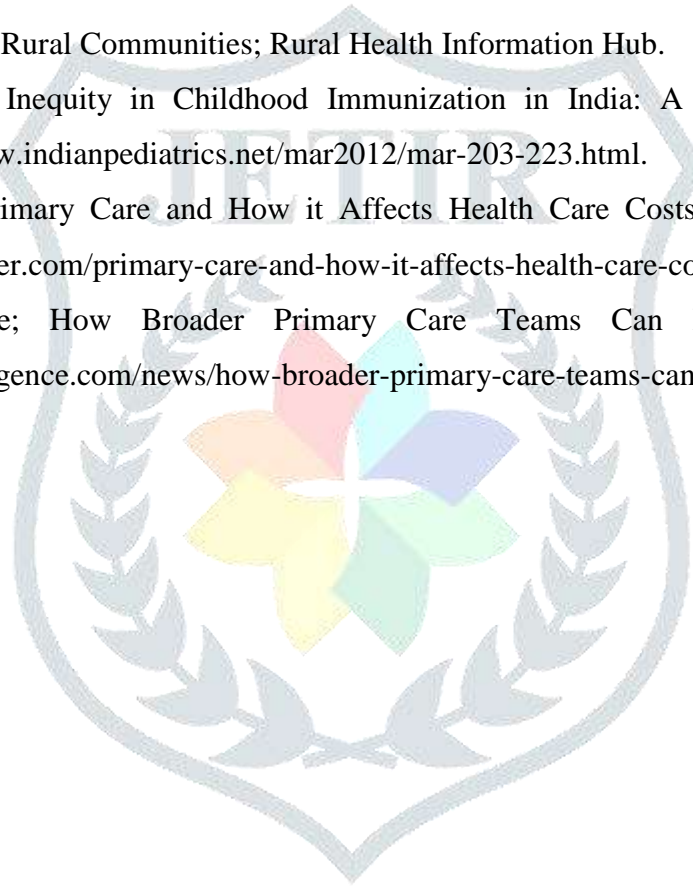 Rural Communities; Rural Health Information Hub.
Inequity in Childhood Immunization in India: A
w.indianpediatrics.net/mar2012/mar-203-223.html.
imary Care and How it Affects Health Care Costs
er.com/primary-care-and-how-it-affects-health-care-co
e; How Broader Primary Care Teams Can
gence.com/news/how-broader-primary-care-teams-can
JETIR